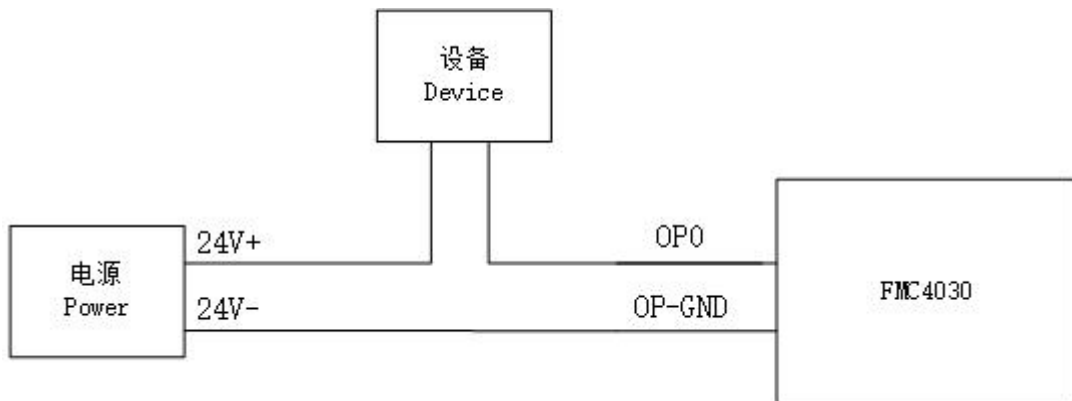 设备
Device
24V+
OP0
电源
Power
FMC4030
24V-
OP-GND